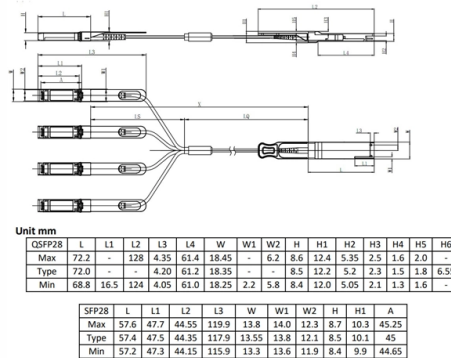 Unit mm
QSFP28 L L1 L2 L3 L4 W W1 W2 H H1 H2 H3 H4 H5 H6
Max 72.2 - 128 4.35 61.4 18.45 - 6.2 8.6 12.4 5.35 2.5 1.6 2.0 -
Type 72.0 - - 4.20 61.2 18.35 - - 8.5 12.2 5.2 2.3 1.5 1.8 6.55
Min 68.8 16.5 124 4.05 61.0 18.25 2.2 5.8 8.4 12.0 5.05 2.1 1.3 1.6 -
SFP28 L L1 L2 L3 W W1 W2 H H1 A
Max 57.6 47.7 44.55 119.9 13.8 14.0 12.3 8.7 10.3 45.25
Type 57.4 47.5 44.35 117.9 13.55 13.8 12.1 8.5 10.1 45
Min 57.2 47.3 44.15 115.9 13.3 13.6 11.9 8.4 9.9 44.65